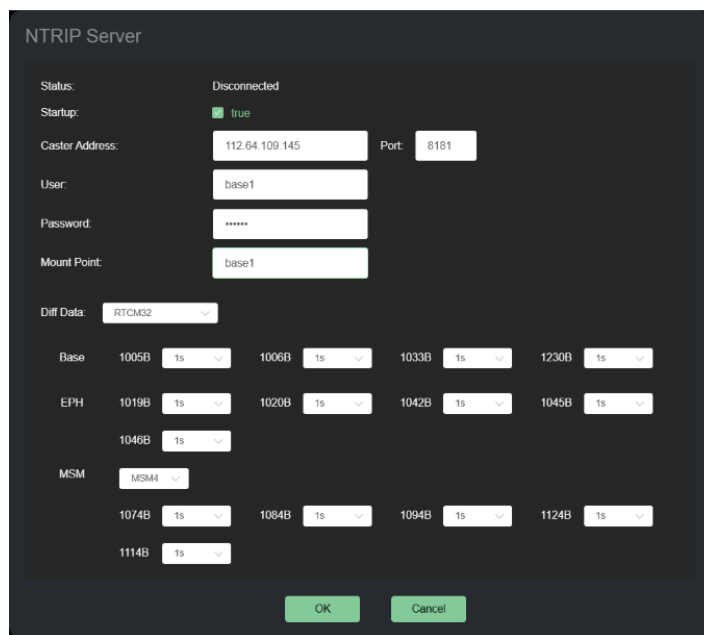 NTRIP Server
Status: Disconnected
Startup: true
Caster Address: 112.64.109.145 Port: 8181
User: base1
Password: ••••••
Mount Point: base1
Diff Data: RTCM32
Base 1005B 1s 1006B 1s 1033B 1s 1230B 1s
EPH 1019B 1s 1020B 1s 1042B 1s 1045B 1s
1046B 1s
MSM MSM4
1074B 1s 1084B 1s 1094B 1s 1124B 1s
1114B 1s
OK Cancel